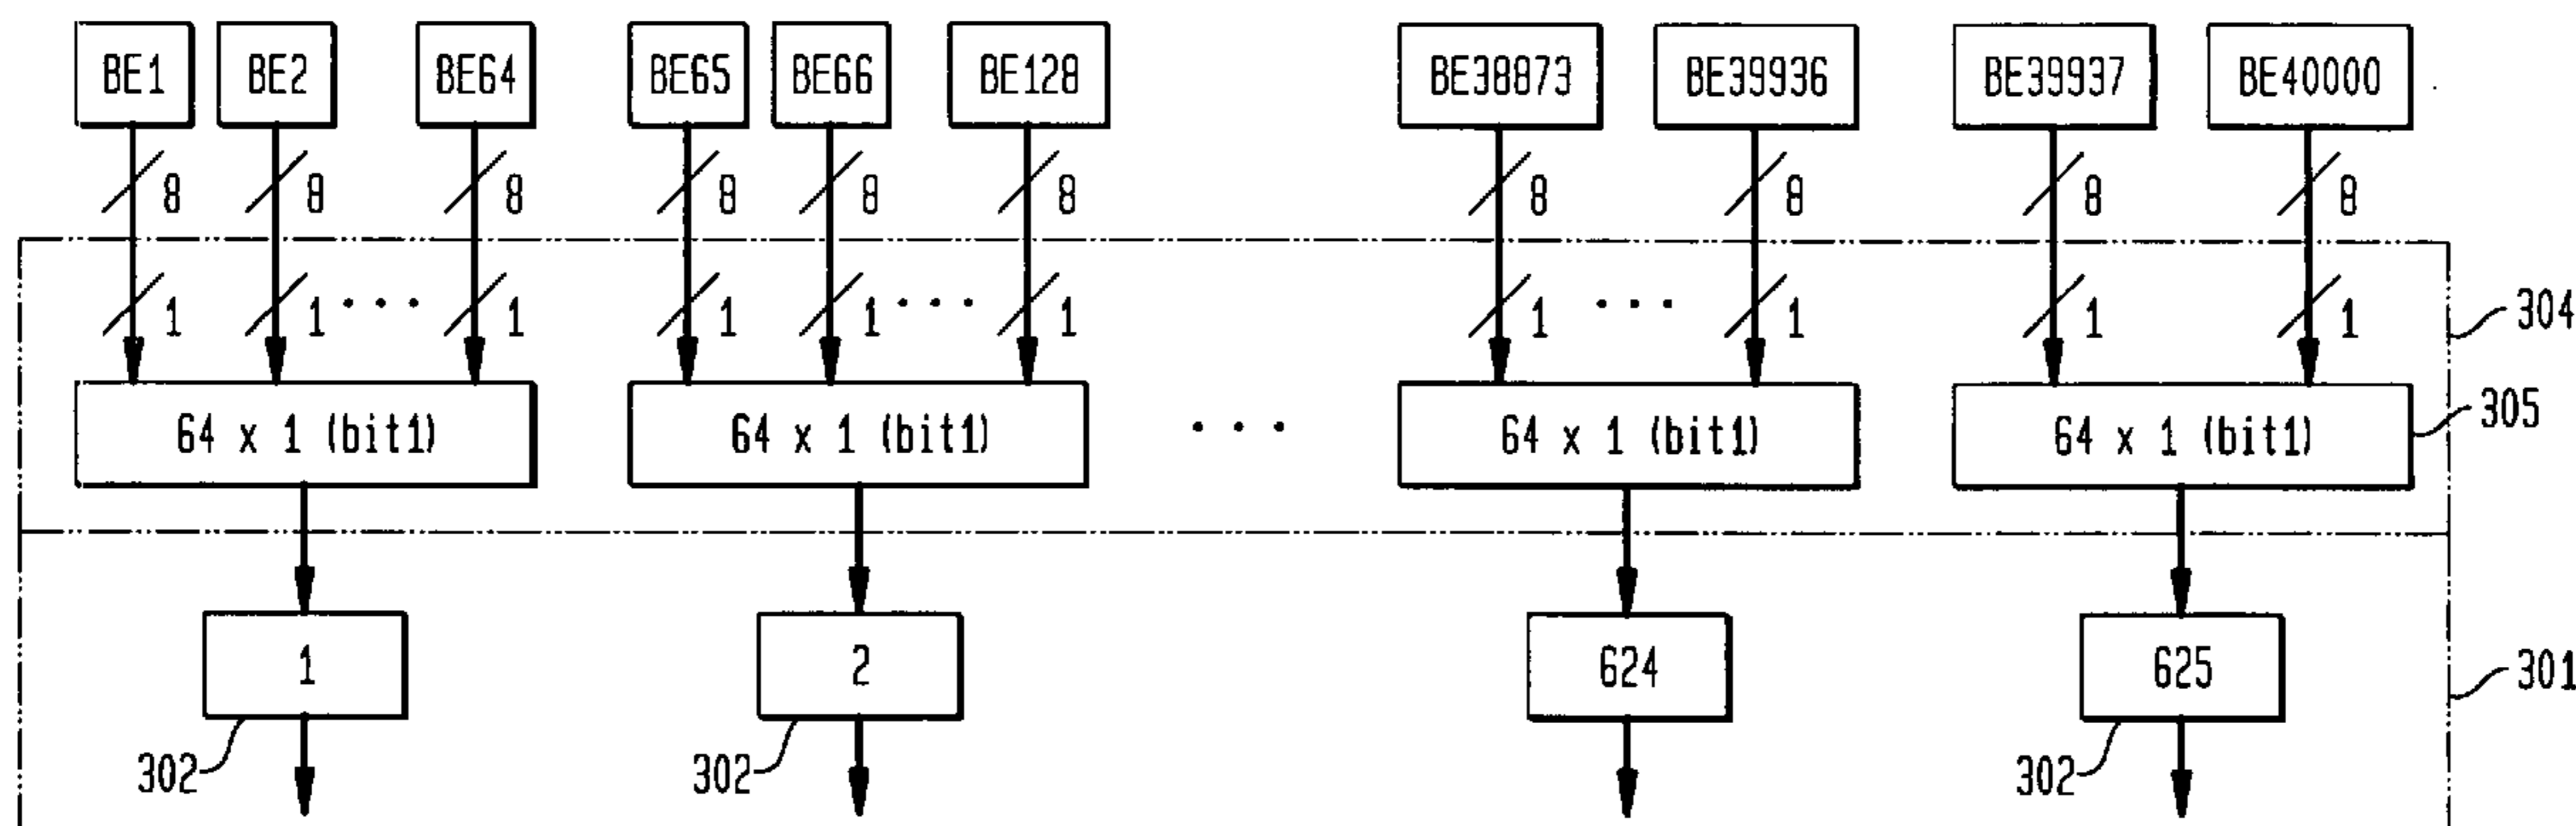 BE1 BE2 BE64 BE65 BE66 BE128 BE38873 BE39936 BE39937 BE40000
8 8 8 8 8 8 8 8 8 8
1 1 ... 1 1 1 ... 1 1 ... 1 1 1
304
64 x 1 (bit1) 64 x 1 (bit1) ... 64 x 1 (bit1) 64 x 1 (bit1)
305
1 2 624 625
301
302 302 302